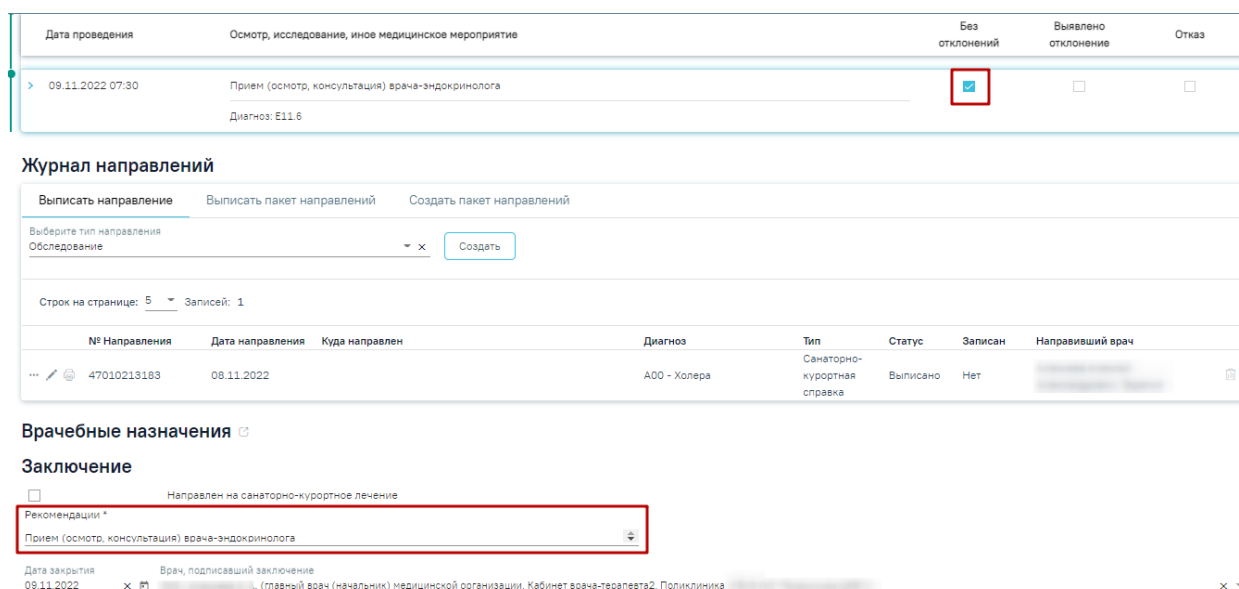 Дата проведения Осмотр, исследование, иное медицинское мероприятие Без отклонений Выявлено отклонение Отказ
09.11.2022 07:30 Прием (осмотр, консультация) врача-эндокринолога
Диагноз: E11.6
Журнал направлений
Выписать направление Выписать пакет направлений Создать пакет направлений
Выберите тип направления
Обследование Создать
Строк на странице: 5 Записей: 1
№ Направления Дата направления Куда направлен Диагноз Тип Статус Записан Направивший врач
47010213183 08.11.2022 A00 - Холера Санаторно-курортная справка Выписано Нет
Врачебные назначения
Заключение
Направлен на санаторно-курортное лечение
Рекомендации *
Прием (осмотр, консультация) врача-эндокринолога
Дата закрытия Врач, подписавший заключение
09.11.2022 (главный врач (начальник) медицинской организации. Кабинет врача-терапевта2. Поликлиника